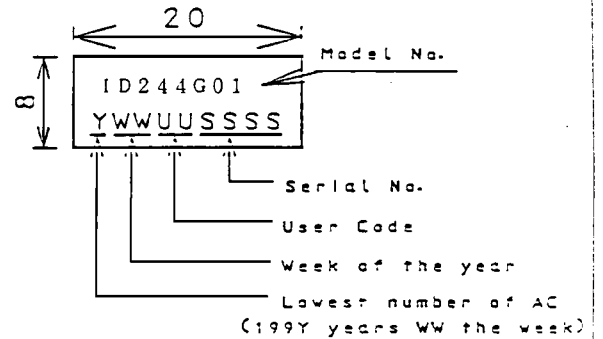 20
Model No.
8
ID244G01
YWWUUSSSS
Serial No.
User Code
Week of the year
Lowest number of AC
(199Y years WW the week)